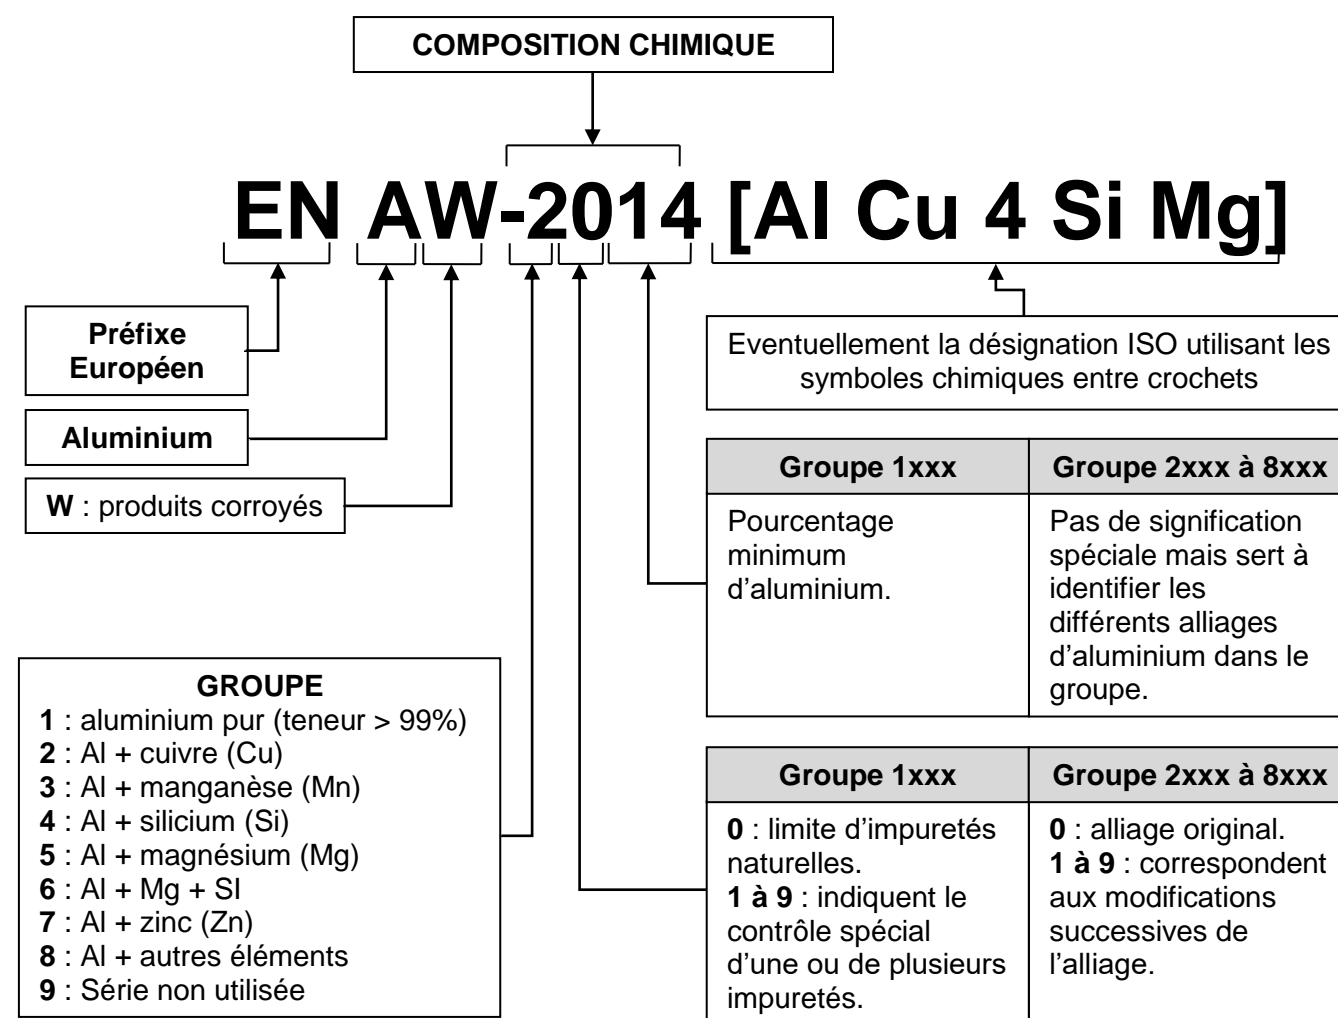 COMPOSITION CHIMIQUE
EN AW-2014 [Al Cu 4 Si Mg]
Préfixe
Européen
Aluminium
W : produits corroyés
Eventuellement la désignation ISO utilisant les
symboles chimiques entre crochets
Groupe 1xxx
Pourcentage
minimum
d'aluminium.
Groupe 2xxx à 8xxx
Pas de signification
spéciale mais sert à
identifier les
différents alliages
d'aluminium dans le
groupe.
GROUPE
1 : aluminium pur (teneur > 99%)
2 : Al + cuivre (Cu)
3 : Al + manganèse (Mn)
4 : Al + silicium (Si)
5 : Al + magnésium (Mg)
6 : Al + Mg + SI
7 : Al + zinc (Zn)
8 : Al + autres éléments
9 : Série non utilisée
Groupe 1xxx
0 : limite d'impuretés
naturelles.
1 à 9 : indiquent le
contrôle spécial
d'une ou de plusieurs
impuretés.
Groupe 2xxx à 8xxx
0 : alliage original.
1 à 9 : correspondent
aux modifications
successives de
l'alliage.